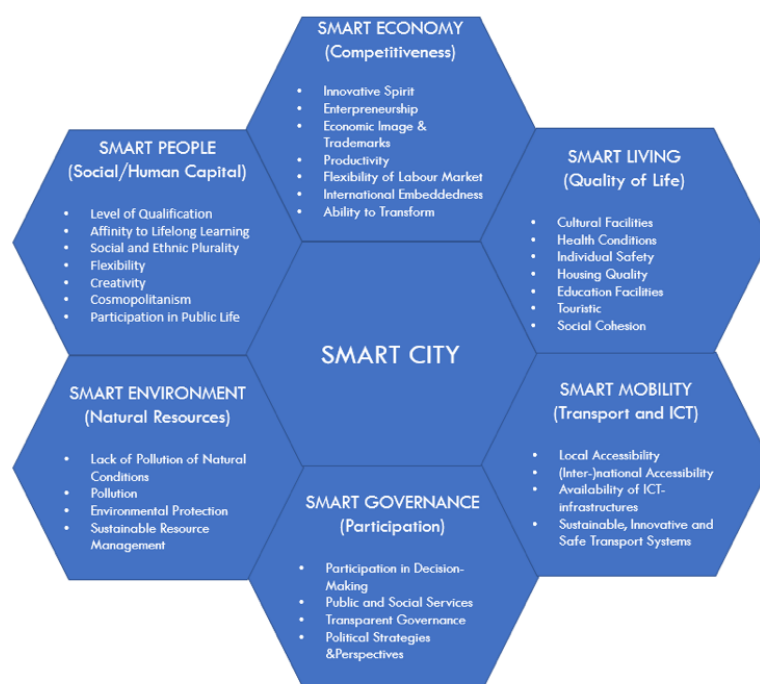 SMART ECONOMY
(Competitiveness)
• Innovative Spirit
• Enterpreneurship
• Economic Image &
Trademarks
• Productivity
• Flexibility of Labour Market
• International Embeddedness
• Ability to Transform
SMART PEOPLE
(Social/Human Capital)
• Level of Qualification
• Affinity to Lifelong Learning
• Social and Ethnic Plurality
• Flexibility
• Creativity
• Cosmopolitanism
• Participation in Public Life
SMART LIVING
(Quality of Life)
• Cultural Facilities
• Health Conditions
• Individual Safety
• Housing Quality
• Education Facilities
• Touristic
• Social Cohesion
SMART CITY
SMART ENVIRONMENT
(Natural Resources)
• Lack of Pollution of Natural
Conditions
• Pollution
• Environmental Protection
• Sustainable Resource
Management
SMART MOBILITY
(Transport and ICT)
• Local Accessibility
• (Inter-)national Accessibility
• Availability of ICT-
infrastructures
• Sustainable, Innovative and
Safe Transport Systems
SMART GOVERNANCE
(Participation)
• Participation in Decision-
Making
• Public and Social Services
• Transparent Governance
• Political Strategies
&Perspectives